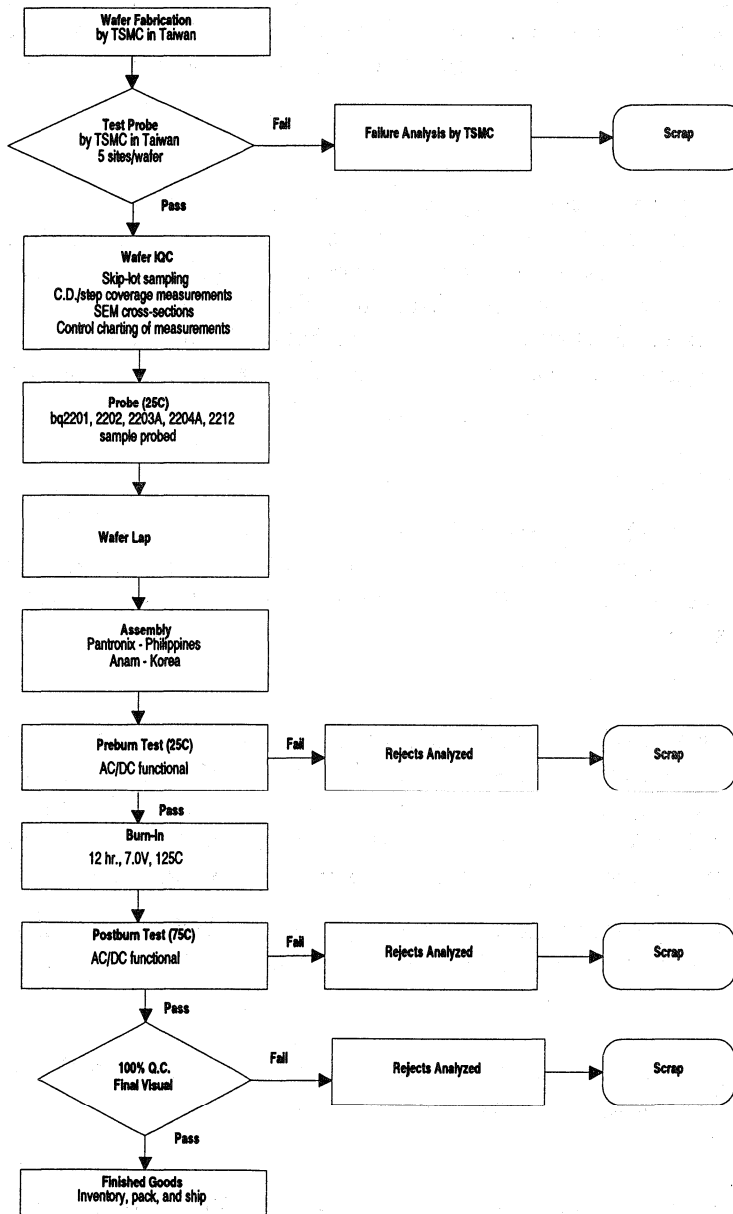 Wafer Fabrication
by TSMC in Taiwan
Test Probe
by TSMC in Taiwan
5 sites/wafer
Fail
Failure Analysis by TSMC
Scrap
Pass
Wafer IQC
Skip-lot sampling
C.D./step coverage measurements
SEM cross-sections
Control charting of measurements
Probe (25C)
bq2201, 2202, 2203A, 2204A, 2212
sample probed
Wafer Lap
Assembly
Pantronix - Philippines
Anam - Korea
Preburn Test (25C)
AC/DC functional
Fail
Rejects Analyzed
Scrap
Pass
Burn-In
12 hr., 7.0V, 125C
Postburn Test (75C)
AC/DC functional
Fail
Rejects Analyzed
Scrap
Pass
100% Q.C.
Final Visual
Fail
Rejects Analyzed
Scrap
Pass
Finished Goods
Inventory, pack, and ship